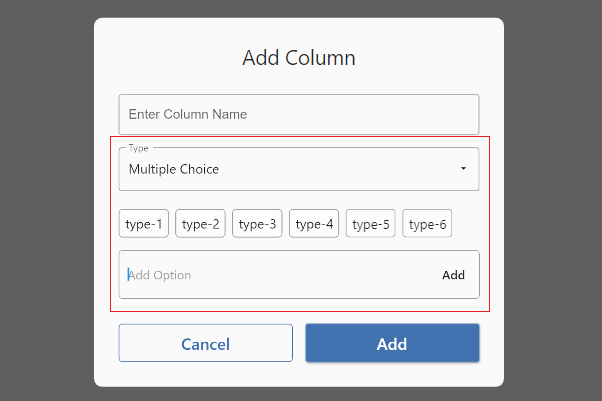 Add Column
Enter Column Name
Type
Multiple Choice
type-1 type-2 type-3 type-4 type-5 type-6
Add Option Add
Cancel Add